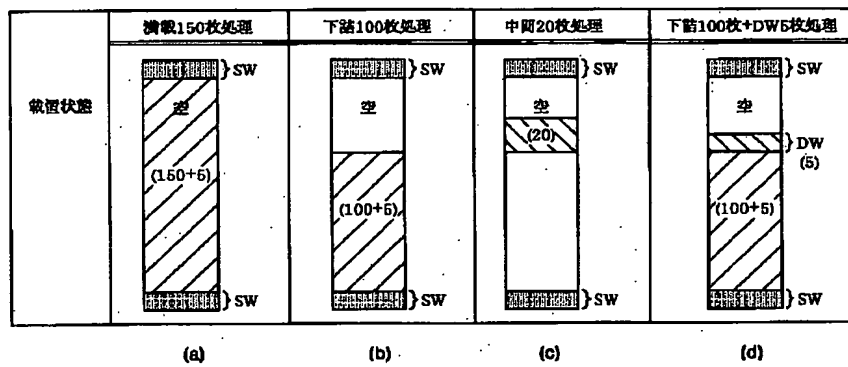 満載150枚処理 下詰100枚処理 中間20枚処理 下詰100枚+DW5枚処理
載置状態
SW SW SW SW
空 空 空 空
(20)
DW
(5)
(150+5)
(100+5) (100+5)
SW SW SW SW
(a) (b) (c) (d)